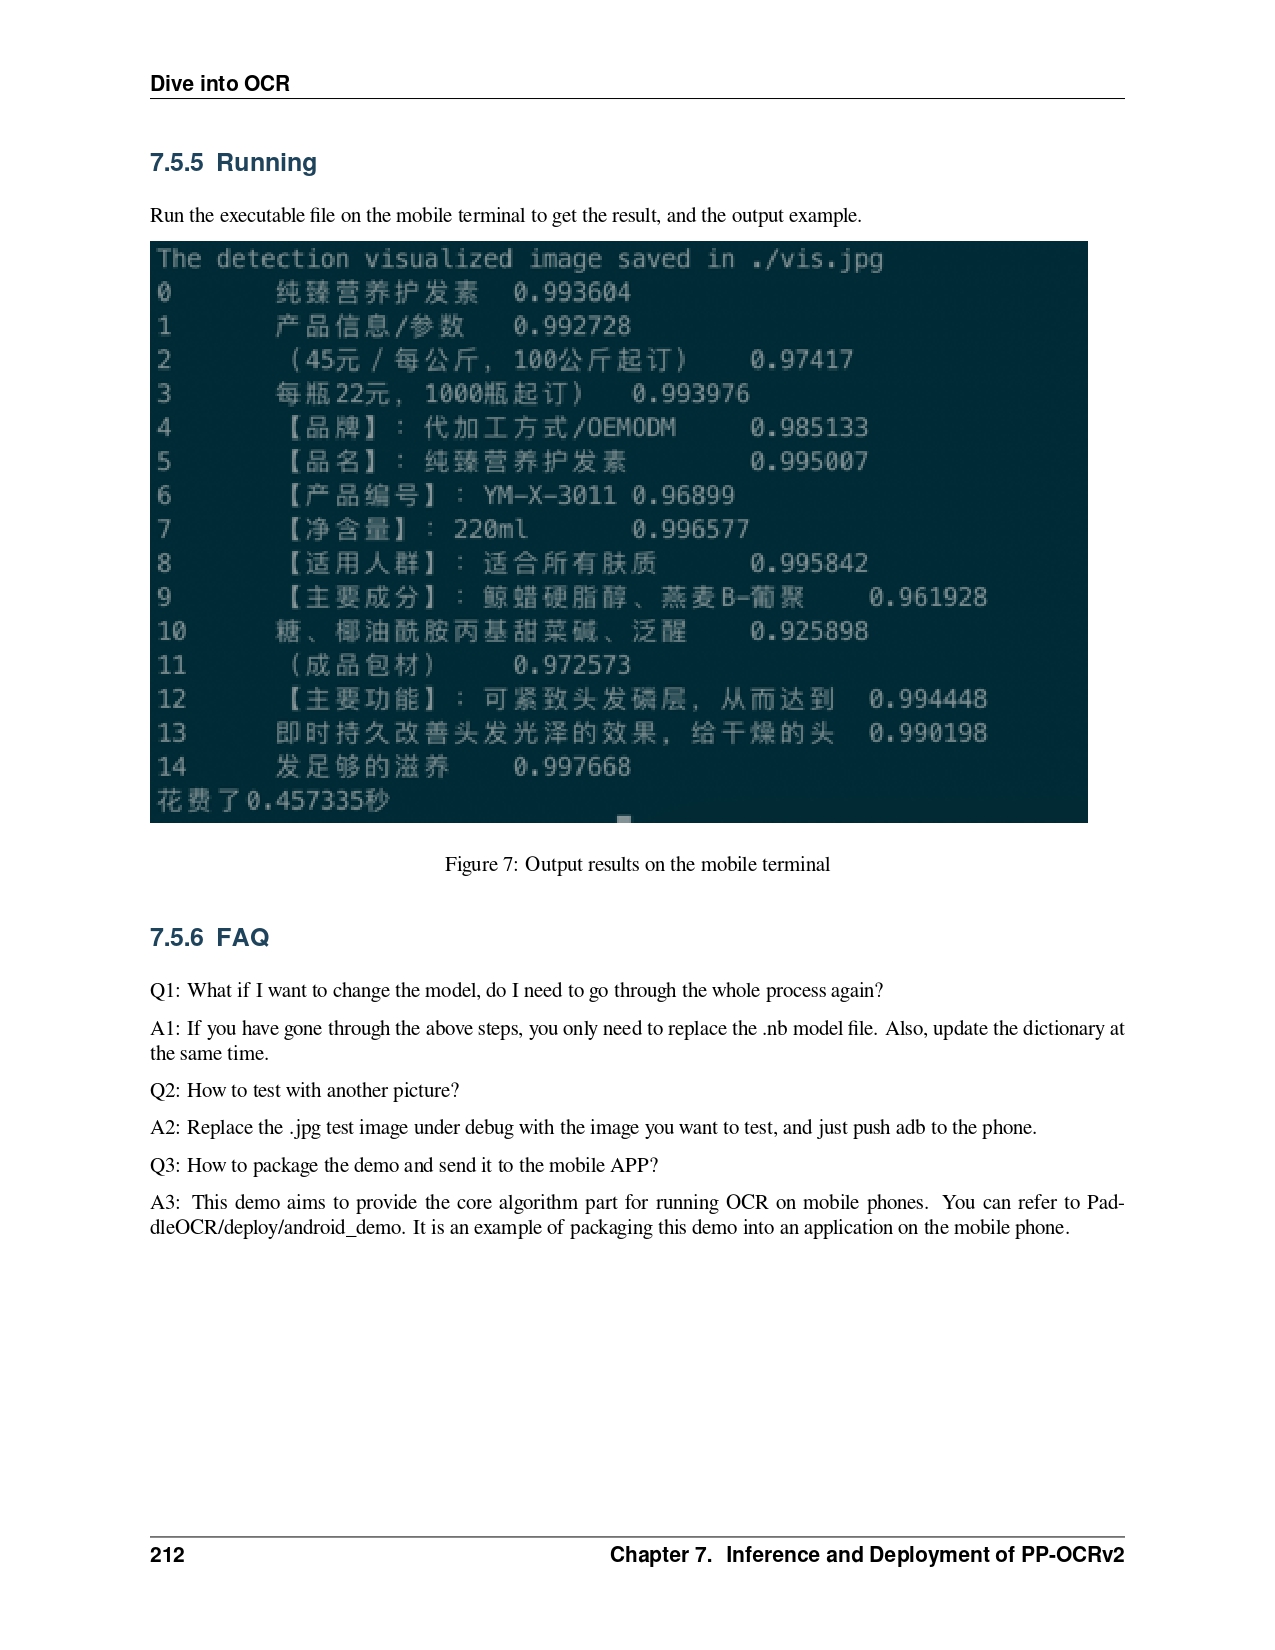 Dive into OCR
7.5.5 Running
Run the executable file on the mobile terminal to get the result, and the output example.
The detection visualized image saved in ./vis.jpg
0 纯臻营养护发素 0.993604
1 产品信息/参数 0.992728
2 （45元 / 每公斤, 100公斤起订） 0.97417
3 每瓶22元, 1000瓶起订） 0.993976
4 【品牌】: 代加工方式/OEMODM 0.985133
5 【品名】: 纯臻营养护发素 0.995007
6 【产品编号】: YM-X-3011 0.96899
7 【净含量】: 220ml 0.996577
8 【适用人群】: 适合所有肤质 0.995842
9 【主要成分】: 鲸蜡硬脂醇、燕麦B-葡聚 0.961928
10 糖、椰油酰胺丙基甜菜碱、泛醒 0.925898
11 （成品包材） 0.972573
12 【主要功能】: 可紧致头发磷层, 从而达到 0.994448
13 即时持久改善头发光泽的效果, 给干燥的头 0.990198
14 发足够的滋养 0.997668
花费了0.457335秒
Figure 7: Output results on the mobile terminal
7.5.6 FAQ
Q1: What if I want to change the model, do I need to go through the whole process again?
A1: If you have gone through the above steps, you only need to replace the .nb model file. Also, update the dictionary at
the same time.
Q2: How to test with another picture?
A2: Replace the .jpg test image under debug with the image you want to test, and just push adb to the phone.
Q3: How to package the demo and send it to the mobile APP?
A3: This demo aims to provide the core algorithm part for running OCR on mobile phones. You can refer to Pad-
dleOCR/deploy/android_demo. It is an example of packaging this demo into an application on the mobile phone.
212 Chapter 7. Inference and Deployment of PP-OCRv2